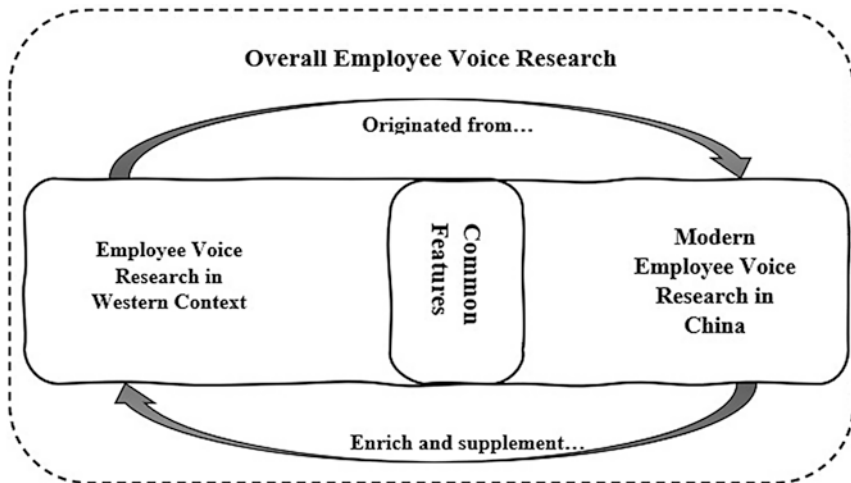 Overall Employee Voice Research
Originated from...
Employee Voice
Research in
Western Context
Common
Features
Modern
Employee Voice
Research in
China
Enrich and supplement...